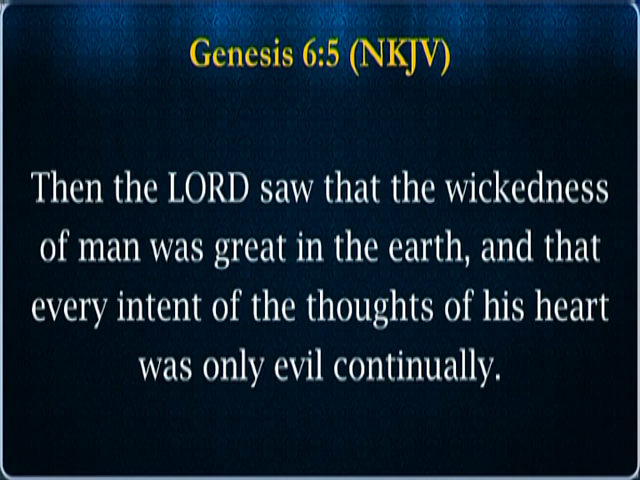 Genesis 6:5 (NKJV)
Then the LORD saw that the wickedness
of man was great in the earth, and that
every intent of the thoughts of his heart
was only evil continually.